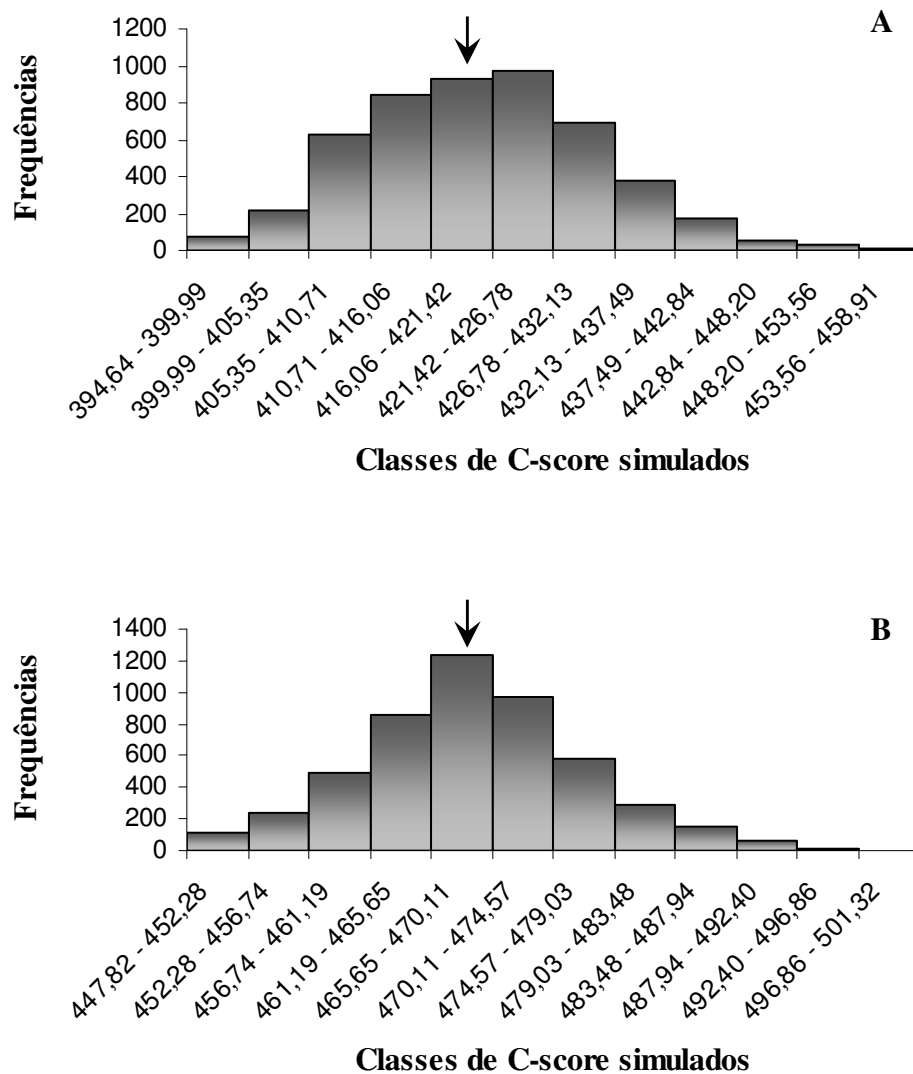 A
Frequências
1200
1000
800
600
400
200
0
394,64 - 399,99
399,99 - 405,35
405,35 - 410,71
410,71 - 416,06
416,06 - 421,42
421,42 - 426,78
426,78 - 432,13
432,13 - 437,49
437,49 - 442,84
442,84 - 448,20
448,20 - 453,56
453,56 - 458,91
Classes de C-score simulados
B
Frequências
1400
1200
1000
800
600
400
200
0
447,82 - 452,28
452,28 - 456,74
456,74 - 461,19
461,19 - 465,65
465,65 - 470,11
470,11 - 474,57
474,57 - 479,03
479,03 - 483,48
483,48 - 487,94
487,94 - 492,40
492,40 - 496,86
496,86 - 501,32
Classes de C-score simulados